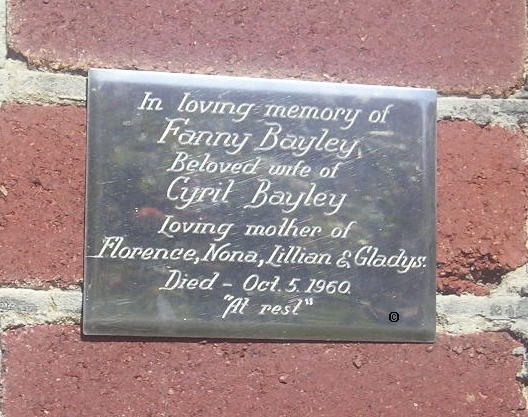 In loving memory of
Fanny Bayley
Beloved wife of
Cyril Bayley
Loving mother of
Florence, Nona, Lillian & Gladys.
Died - Oct. 5. 1960.
"At rest"
©